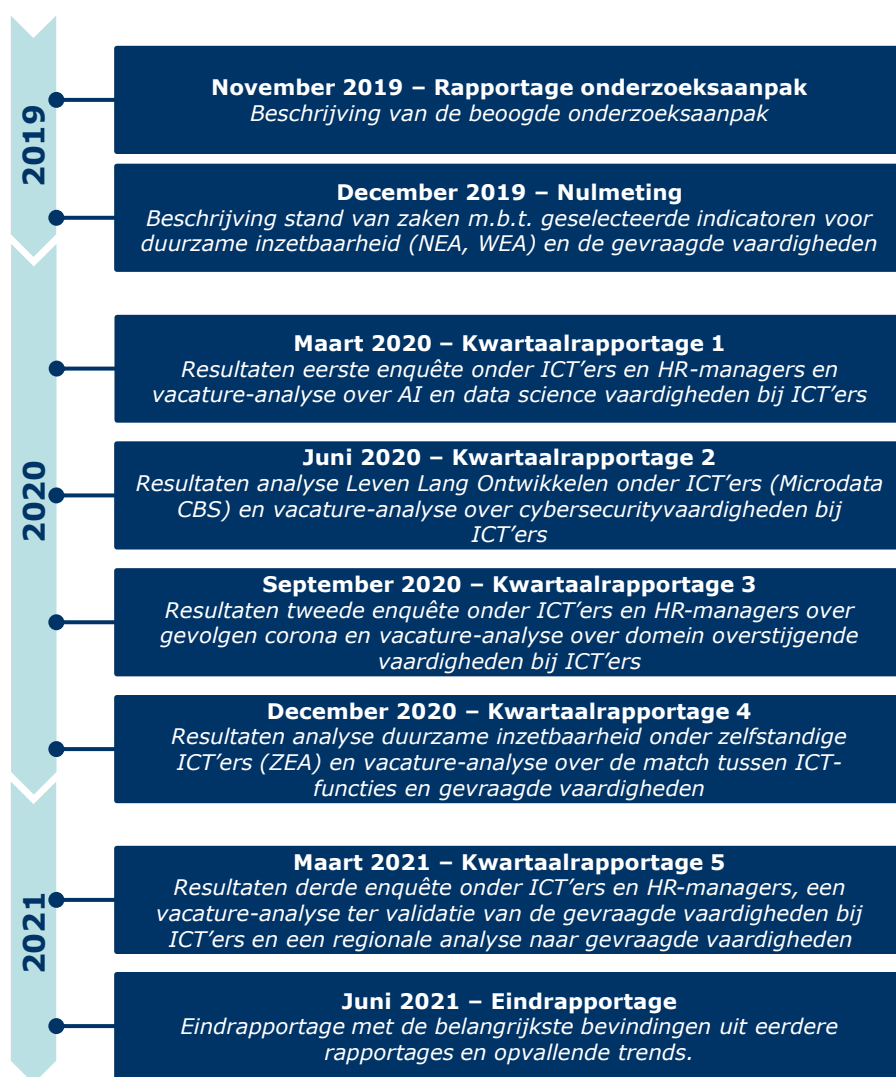 2019
November 2019 – Rapportage onderzoeksaanpak
Beschrijving van de beoogde onderzoeksaanpak
December 2019 – Nulmeting
Beschrijving stand van zaken m.b.t. geselecteerde indicatoren voor
duurzame inzetbaarheid (NEA, WEA) en de gevraagde vaardigheden
2020
Maart 2020 – Kwartaalrapportage 1
Resultaten eerste enquête onder ICT’ers en HR-managers en
vacature-analyse over AI en data science vaardigheden bij ICT’ers
Juni 2020 – Kwartaalrapportage 2
Resultaten analyse Leven Lang Ontwikkelen onder ICT’ers (Microdata
CBS) en vacature-analyse over cybersecurityvaardigheden bij
ICT’ers
September 2020 – Kwartaalrapportage 3
Resultaten tweede enquête onder ICT’ers en HR-managers over
gevolgen corona en vacature-analyse over domein overstijgende
vaardigheden bij ICT’ers
December 2020 – Kwartaalrapportage 4
Resultaten analyse duurzame inzetbaarheid onder zelfstandige
ICT’ers (ZEA) en vacature-analyse over de match tussen ICT-
functies en gevraagde vaardigheden
2021
Maart 2021 – Kwartaalrapportage 5
Resultaten derde enquête onder ICT’ers en HR-managers, een
vacature-analyse ter validatie van de gevraagde vaardigheden bij
ICT’ers en een regionale analyse naar gevraagde vaardigheden
Juni 2021 – Eindrapportage
Eindrapportage met de belangrijkste bevindingen uit eerdere
rapportages en opvallende trends.